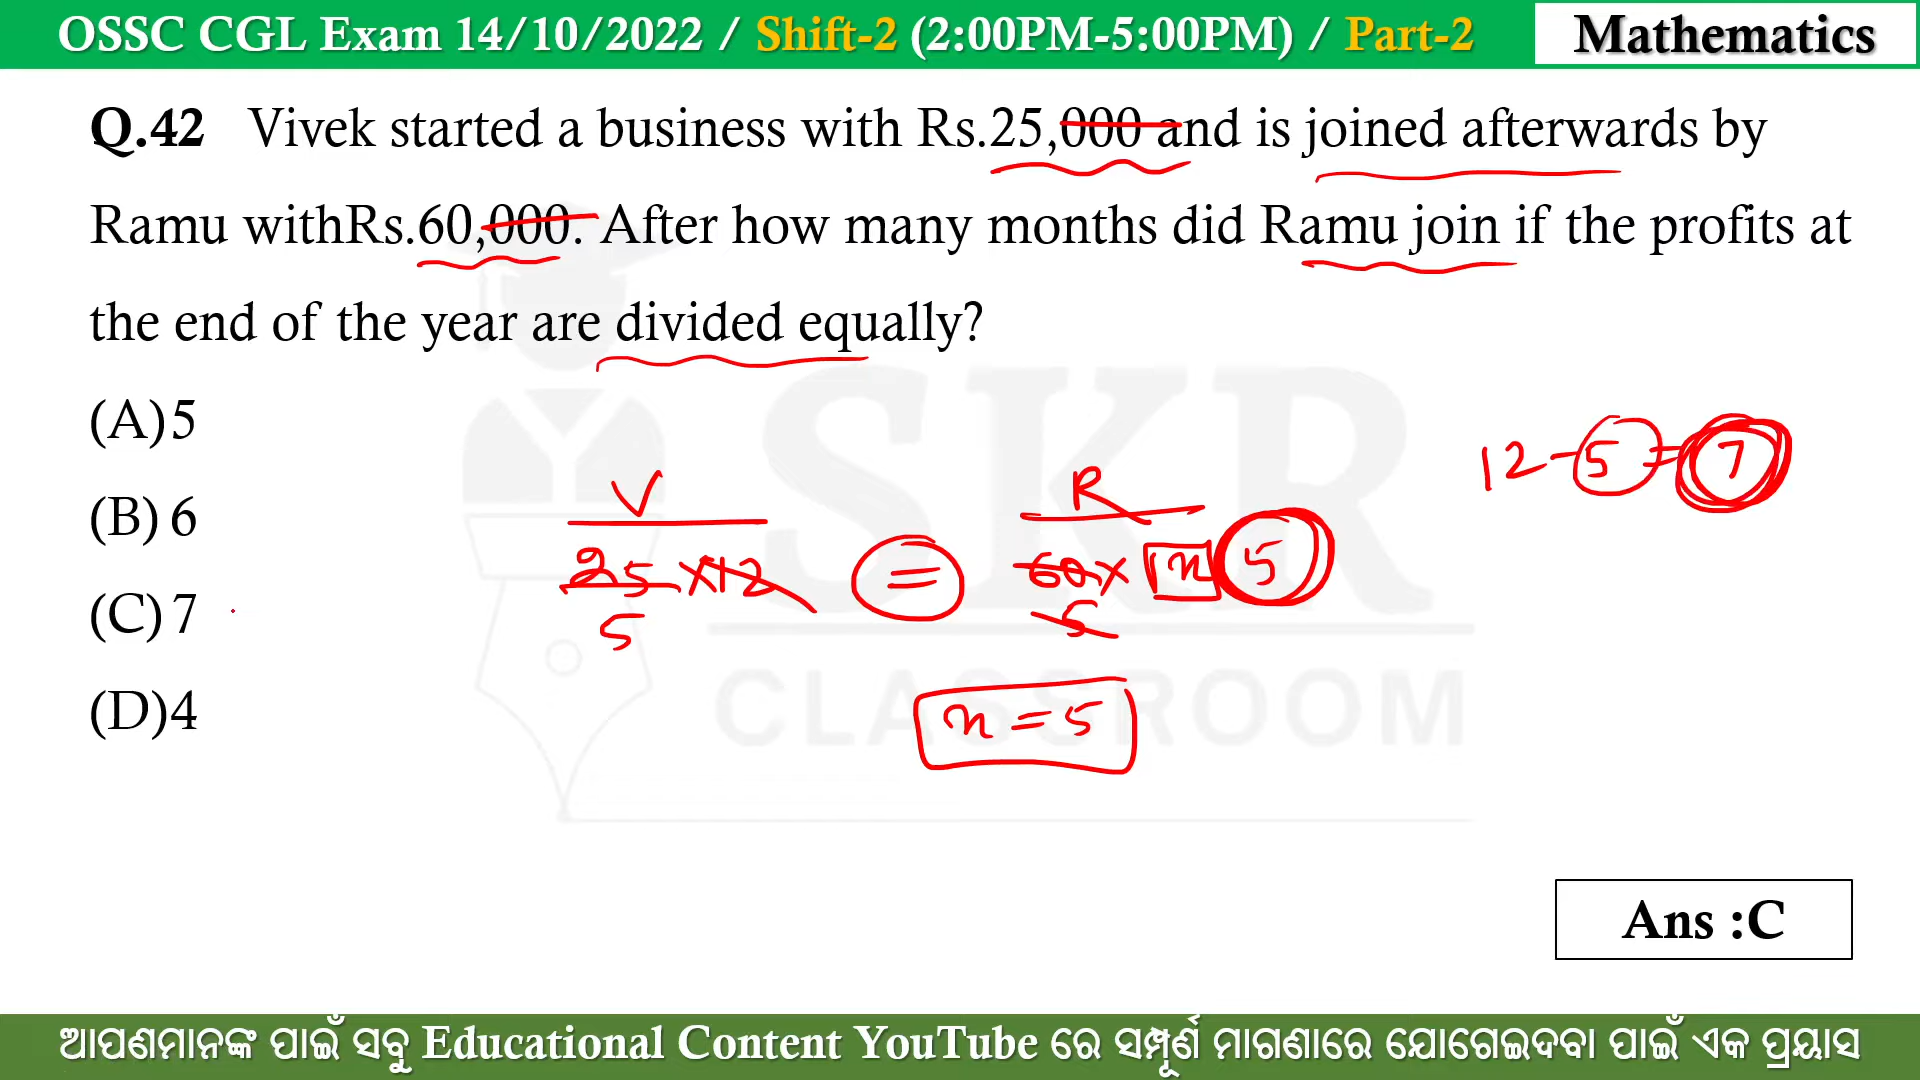 OSSC CGL Exam 14/10/2022 / Shift-2 (2:00PM-5:00PM) / Part-2
Mathematics
Q.42 Vivek started a business with Rs.25,000 and is joined afterwards by
Ramu withRs.60,000. After how many months did Ramu join if the profits at
the end of the year are divided equally?
(A)5
(B)6
(C)7
(D)4
SKR
CLASSROOM
12-5=7
V R
25×12 = 60×n 5
5 5
n=5
Ans :C
ଆପଣମାନଙ୍କ ପାଇଁ ସବୁ Educational Content YouTube ରେ ସମ୍ପୂର୍ଣ ମାଗଣାରେ ଯୋଗେଇଦବା ପାଇଁ ଏକ ପ୍ରୟାସ